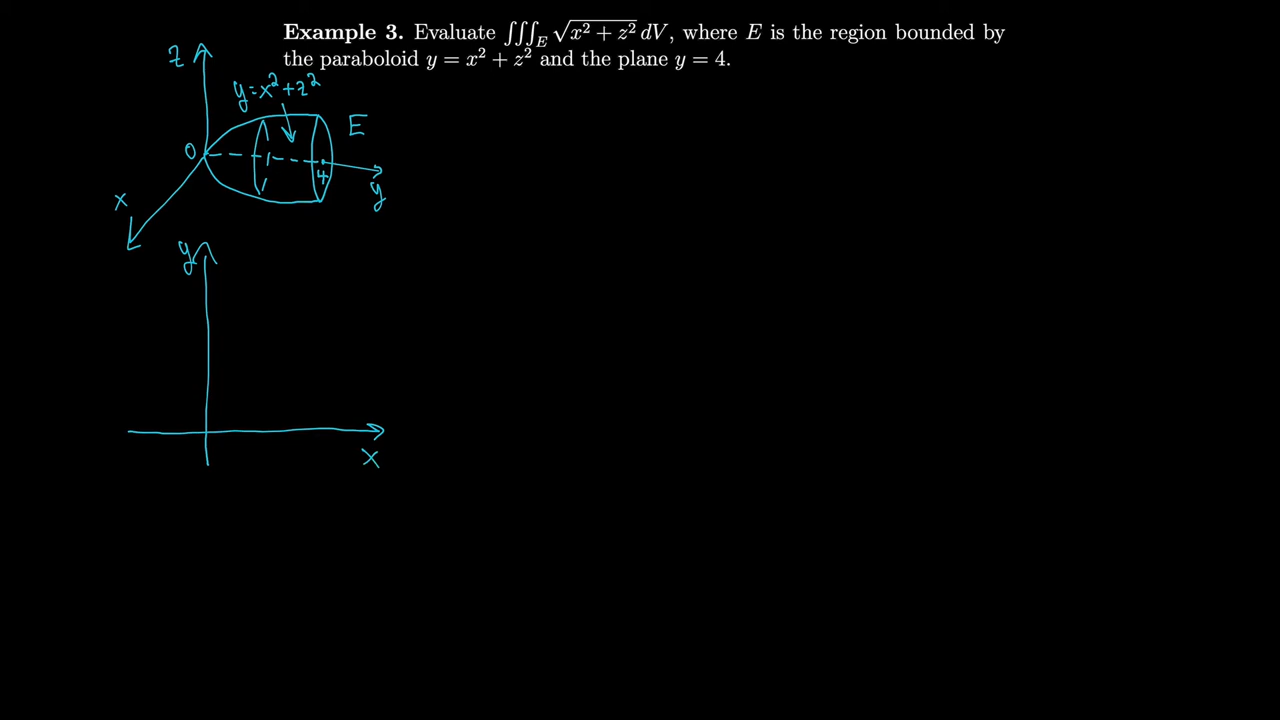 Example 3. Evaluate ∭_E √(x² + z²) dV, where E is the region bounded by
the paraboloid y = x² + z² and the plane y = 4.
z
y=x²+z²
E
0
4
x
y
y
x